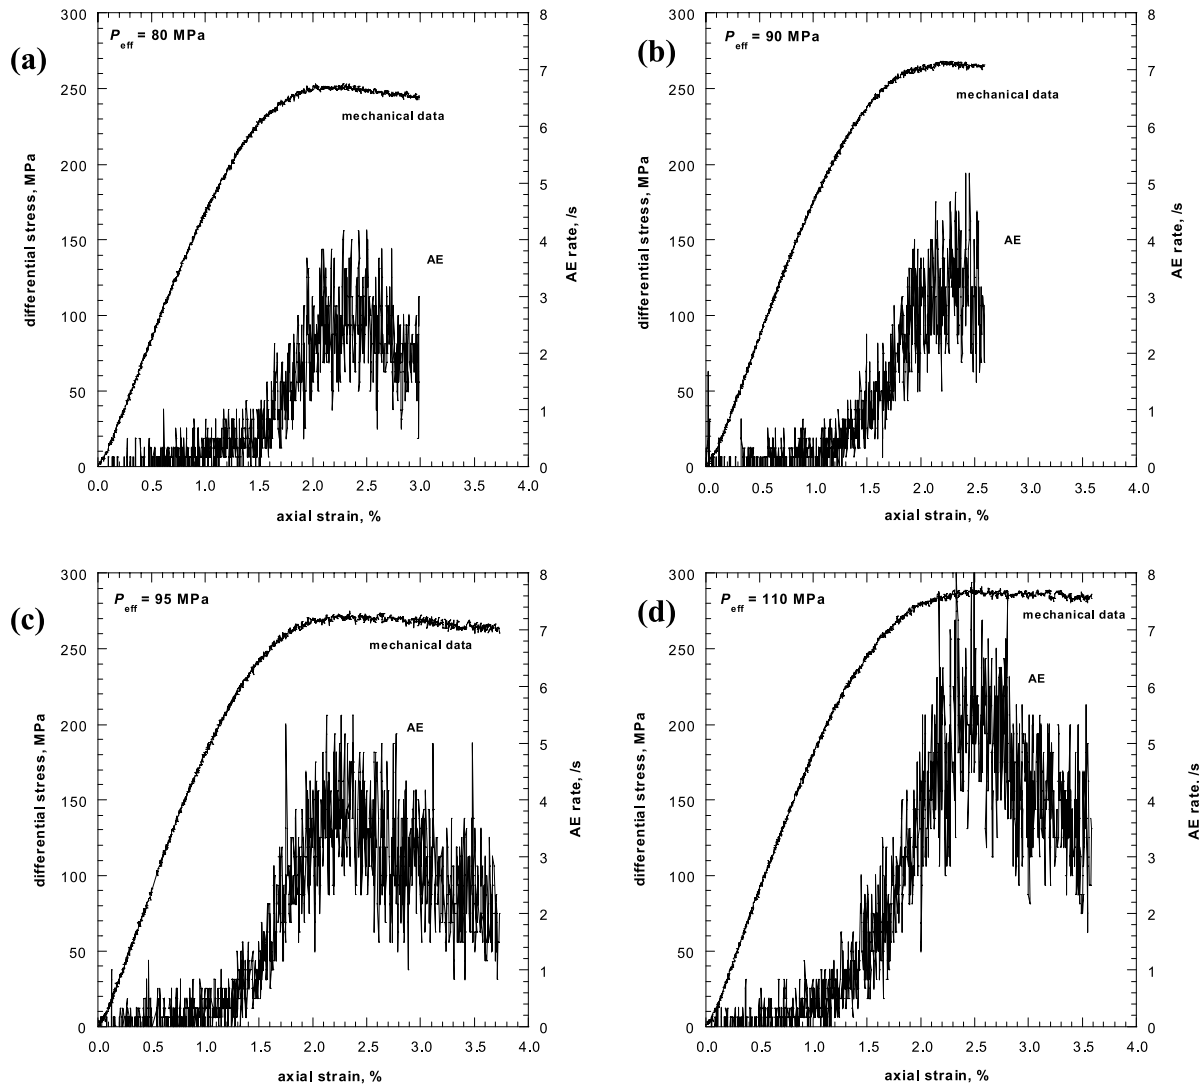 (a)
P_eff = 80 MPa
mechanical data
AE
differential stress, MPa
300
250
200
150
100
50
0
AE rate, /s
8
7
6
5
4
3
2
1
0
0.0 0.5 1.0 1.5 2.0 2.5 3.0 3.5 4.0
axial strain, %
(b)
P_eff = 90 MPa
mechanical data
AE
differential stress, MPa
300
250
200
150
100
50
0
AE rate, /s
8
7
6
5
4
3
2
1
0
0.0 0.5 1.0 1.5 2.0 2.5 3.0 3.5 4.0
axial strain, %
(c)
P_eff = 95 MPa
mechanical data
AE
differential stress, MPa
300
250
200
150
100
50
0
AE rate, /s
8
7
6
5
4
3
2
1
0
0.0 0.5 1.0 1.5 2.0 2.5 3.0 3.5 4.0
axial strain, %
(d)
P_eff = 110 MPa
mechanical data
AE
differential stress, MPa
300
250
200
150
100
50
0
AE rate, /s
8
7
6
5
4
3
2
1
0
0.0 0.5 1.0 1.5 2.0 2.5 3.0 3.5 4.0
axial strain, %